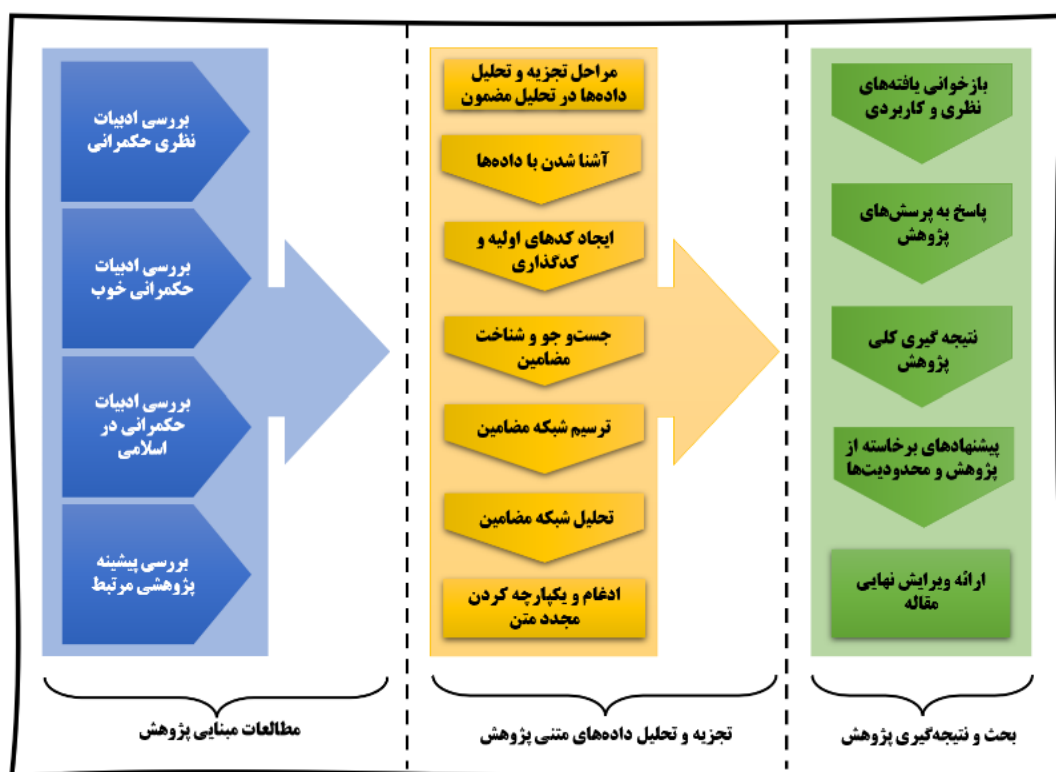 بررسی ادبیات
نظری حکمرانی
بررسی ادبیات
حکمرانی خوب
بررسی ادبیات
حکمرانی در
اسلامی
بررسی پیشینه
پژوهشی مرتبط
مطالعات مبنایی پژوهش
مراحل تجزیه و تحلیل
داده‌ها در تحلیل مضمون
آشنا شدن با داده‌ها
ایجاد کدهای اولیه و
کدگذاری
جست‌و جو و شناخت
مضامین
ترسیم شبکه مضامین
تحلیل شبکه مضامین
ادغام و یکپارچه کردن
مجدد متن
تجزیه و تحلیل داده‌های متنی پژوهش
بازخوانی یافته‌های
نظری و کاربردی
پاسخ به پرسش‌های
پژوهش
نتیجه گیری کلی
پژوهش
پیشنهادهای برخاسته از
پژوهش و محدودیت‌ها
ارائه ویرایش نهایی
مقاله
بحث و نتیجه‌گیری پژوهش